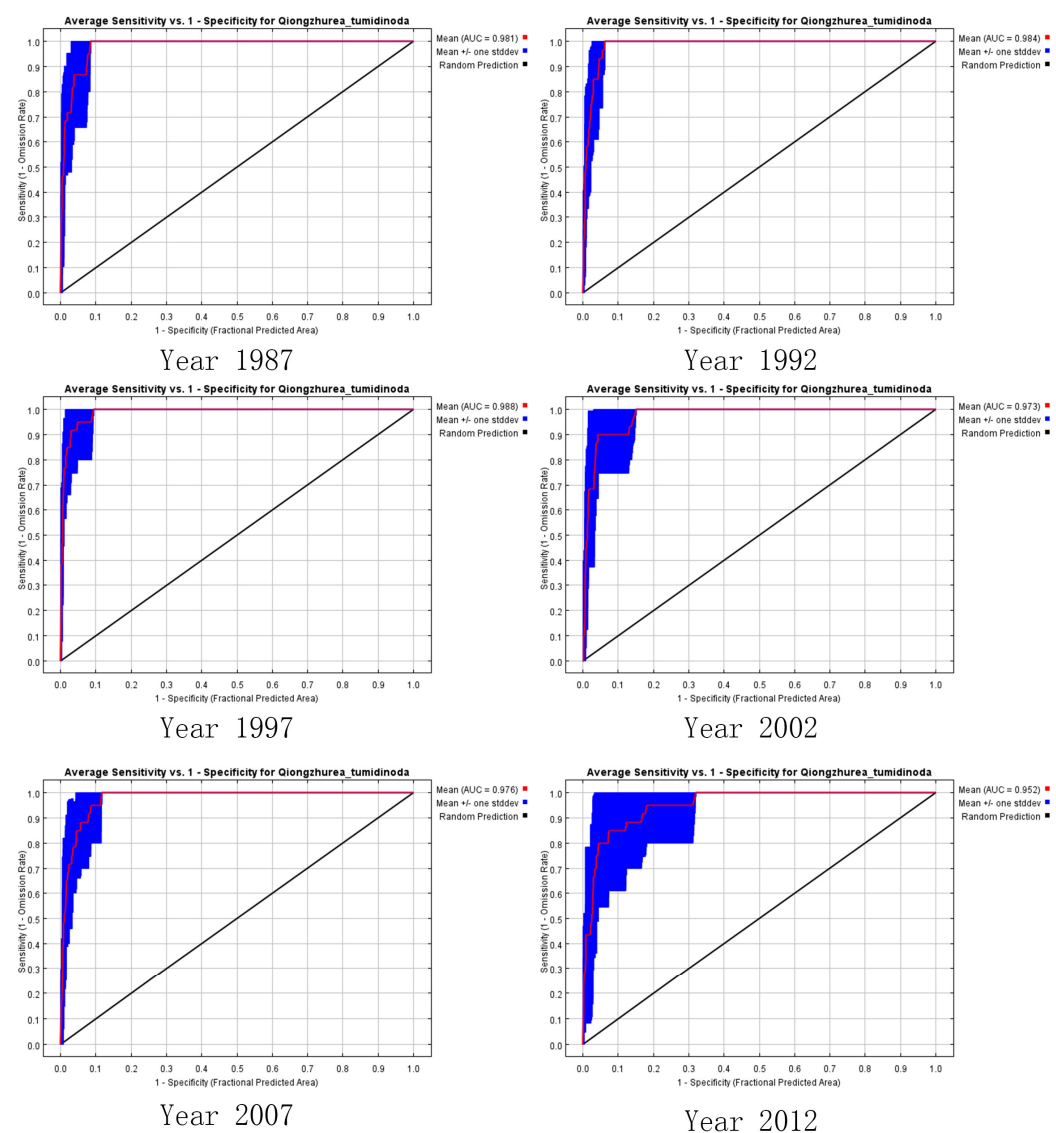 Average Sensitivity vs. 1 - Specificity for Qiongzhurea_tumidinoda
Mean (AUC = 0.981)
Mean +/- one stddev
Random Prediction
Sensitivity (1 - Omission Rate)
1.0
0.9
0.8
0.7
0.6
0.5
0.4
0.3
0.2
0.1
0.0
0.0 0.1 0.2 0.3 0.4 0.5 0.6 0.7 0.8 0.9 1.0
1 - Specificity (Fractional Predicted Area)
Year 1987
Average Sensitivity vs. 1 - Specificity for Qiongzhurea_tumidinoda
Mean (AUC = 0.984)
Mean +/- one stddev
Random Prediction
Sensitivity (1 - Omission Rate)
1.0
0.9
0.8
0.7
0.6
0.5
0.4
0.3
0.2
0.1
0.0
0.0 0.1 0.2 0.3 0.4 0.5 0.6 0.7 0.8 0.9 1.0
1 - Specificity (Fractional Predicted Area)
Year 1992
Average Sensitivity vs. 1 - Specificity for Qiongzhurea_tumidinoda
Mean (AUC = 0.988)
Mean +/- one stddev
Random Prediction
Sensitivity (1 - Omission Rate)
1.0
0.9
0.8
0.7
0.6
0.5
0.4
0.3
0.2
0.1
0.0
0.0 0.1 0.2 0.3 0.4 0.5 0.6 0.7 0.8 0.9 1.0
1 - Specificity (Fractional Predicted Area)
Year 1997
Average Sensitivity vs. 1 - Specificity for Qiongzhurea_tumidinoda
Mean (AUC = 0.973)
Mean +/- one stddev
Random Prediction
Sensitivity (1 - Omission Rate)
1.0
0.9
0.8
0.7
0.6
0.5
0.4
0.3
0.2
0.1
0.0
0.0 0.1 0.2 0.3 0.4 0.5 0.6 0.7 0.8 0.9 1.0
1 - Specificity (Fractional Predicted Area)
Year 2002
Average Sensitivity vs. 1 - Specificity for Qiongzhurea_tumidinoda
Mean (AUC = 0.976)
Mean +/- one stddev
Random Prediction
Sensitivity (1 - Omission Rate)
1.0
0.9
0.8
0.7
0.6
0.5
0.4
0.3
0.2
0.1
0.0
0.0 0.1 0.2 0.3 0.4 0.5 0.6 0.7 0.8 0.9 1.0
1 - Specificity (Fractional Predicted Area)
Year 2007
Average Sensitivity vs. 1 - Specificity for Qiongzhurea_tumidinoda
Mean (AUC = 0.952)
Mean +/- one stddev
Random Prediction
Sensitivity (1 - Omission Rate)
1.0
0.9
0.8
0.7
0.6
0.5
0.4
0.3
0.2
0.1
0.0
0.0 0.1 0.2 0.3 0.4 0.5 0.6 0.7 0.8 0.9 1.0
1 - Specificity (Fractional Predicted Area)
Year 2012